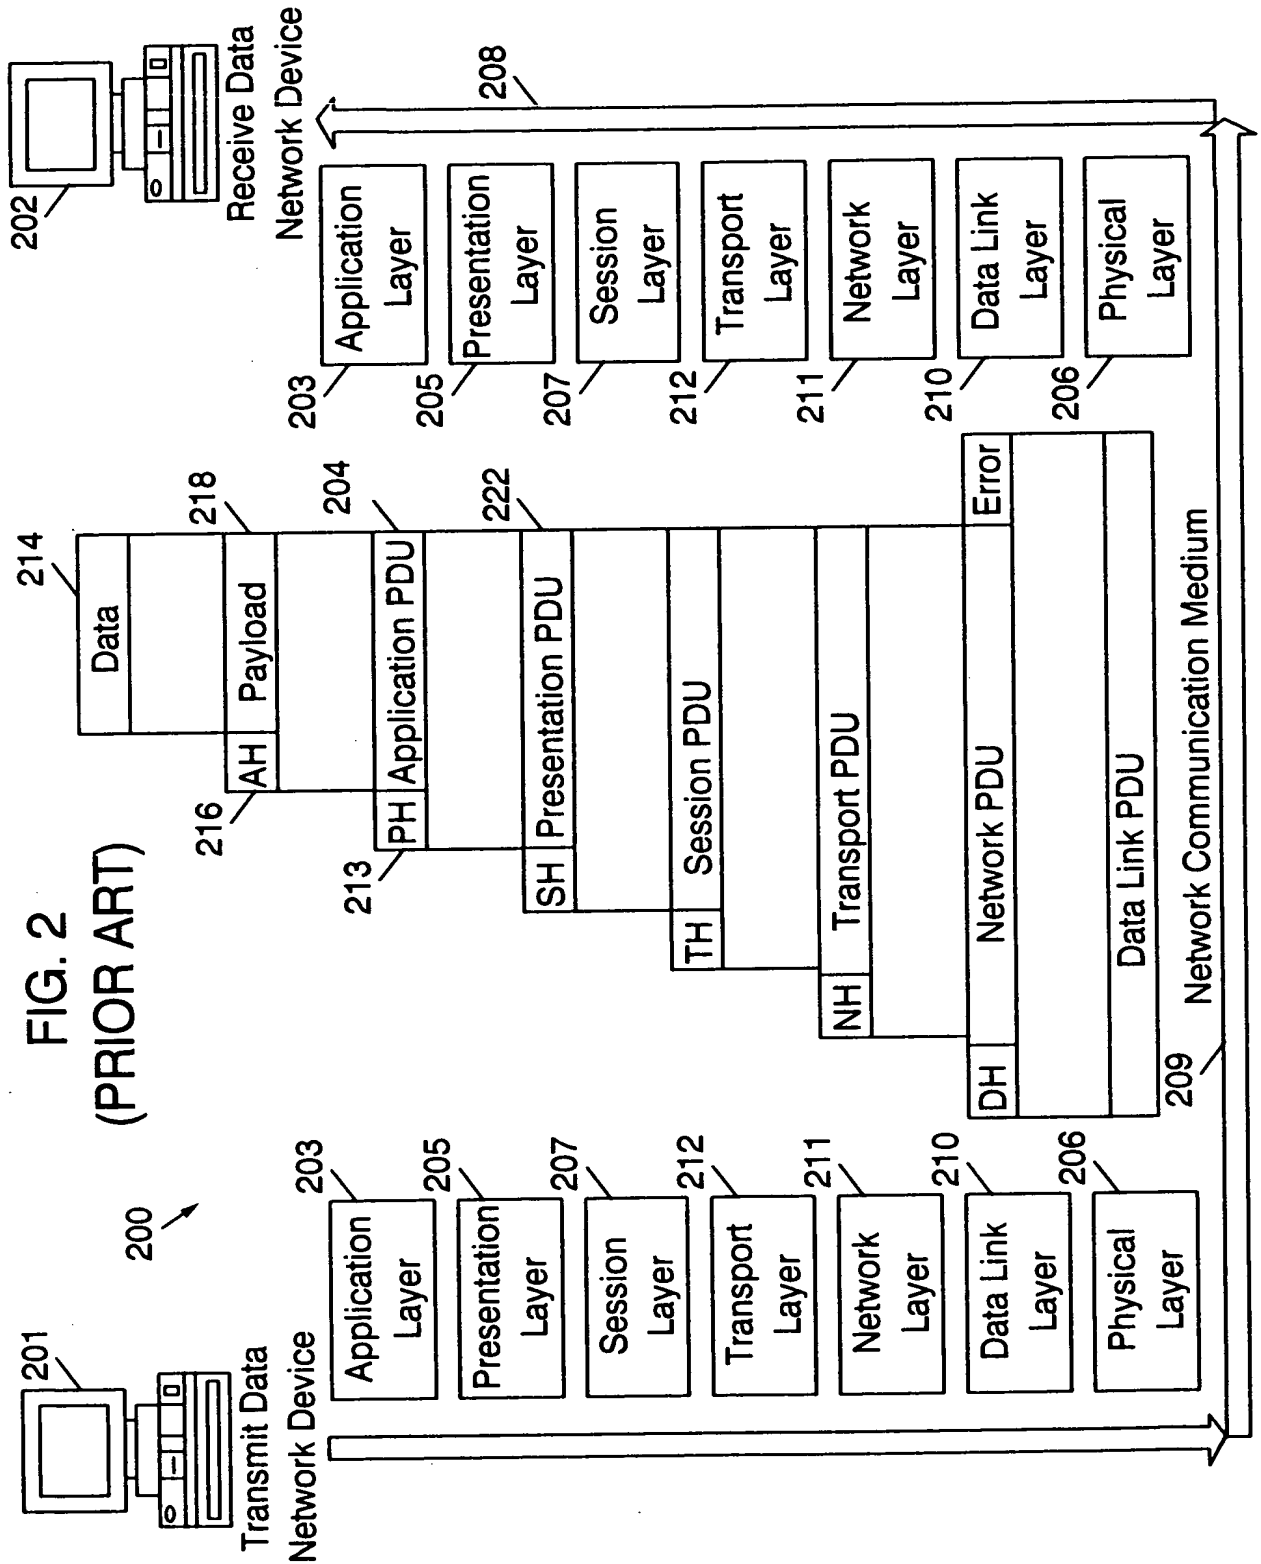 FIG. 2
(PRIOR ART)
200
201
Transmit Data
Network Device
203
Application
Layer
205
Presentation
Layer
207
Session
Layer
212
Transport
Layer
211
Network
Layer
210
Data Link
Layer
206
Physical
Layer
214
Data
216
AH
Payload
218
213
PH
Application PDU
204
SH
Presentation PDU
222
TH
Session PDU
NH
Transport PDU
DH
Network PDU
Error
Data Link PDU
209
Network Communication Medium
202
Receive Data
Network Device
208
203
Application
Layer
205
Presentation
Layer
207
Session
Layer
212
Transport
Layer
211
Network
Layer
210
Data Link
Layer
206
Physical
Layer